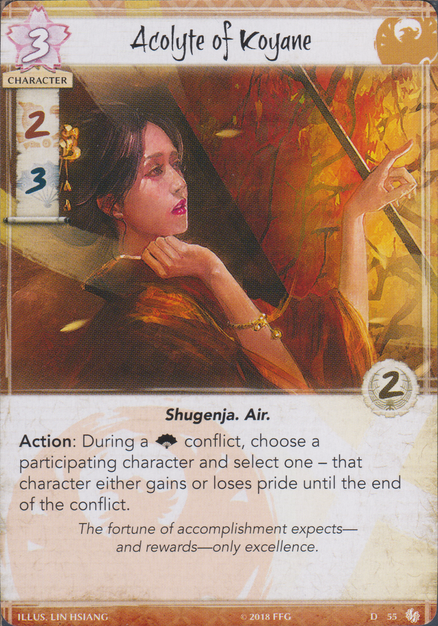 3
Acolyte of Koyane
CHARACTER
2
3
2
Shugenja. Air.
Action: During a conflict, choose a
participating character and select one – that
character either gains or loses pride until the end
of the conflict.
The fortune of accomplishment expects—
and rewards—only excellence.
ILLUS. LIN HSIANG
© 2018 FFG
D 55